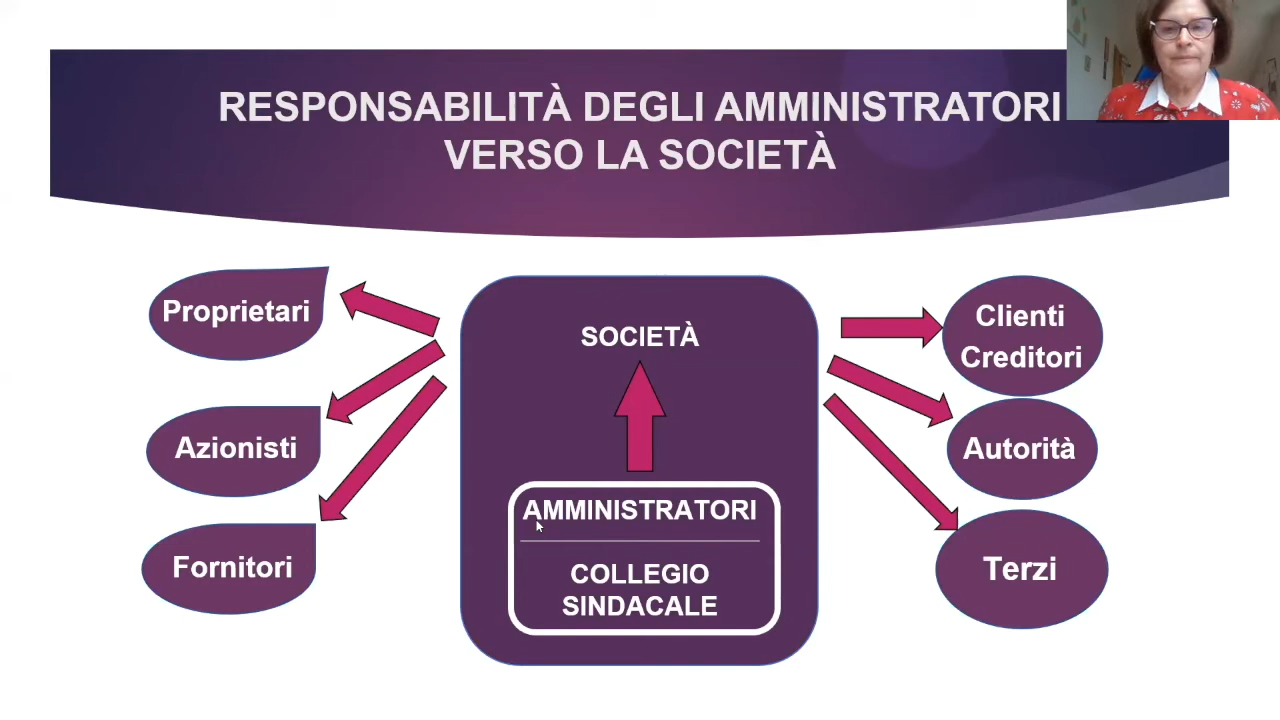 RESPONSABILITÀ DEGLI AMMINISTRATORI
VERSO LA SOCIETÀ
Proprietari
Azionisti
Fornitori
SOCIETÀ
AMMINISTRATORI
COLLEGIO
SINDACALE
Clienti
Creditori
Autorità
Terzi